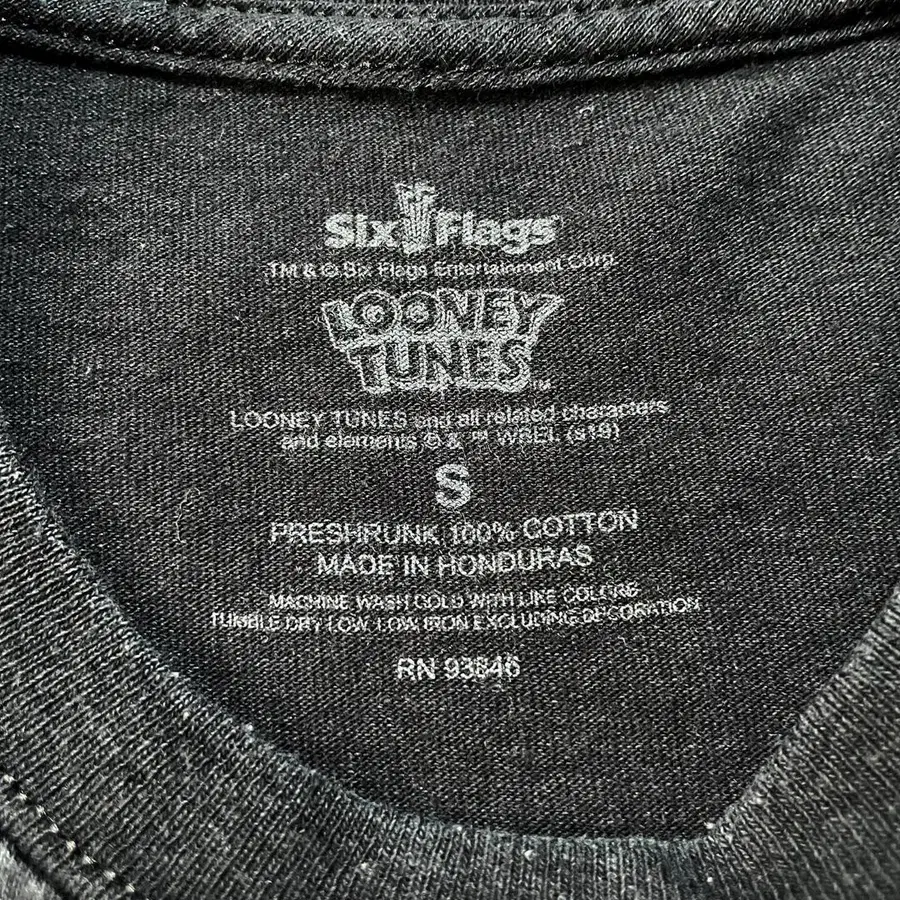 Six Flags
TM & © Six Flags Entertainment Corp.
LOONEY
TUNES™
LOONEY TUNES and all related characters
and elements © & ™ WBEI. (s19)
S
PRESHRUNK 100% COTTON
MADE IN HONDURAS
MACHINE WASH COLD WITH LIKE COLORS
TUMBLE DRY LOW, LOW IRON EXCLUDING DECORATION
RN 93846